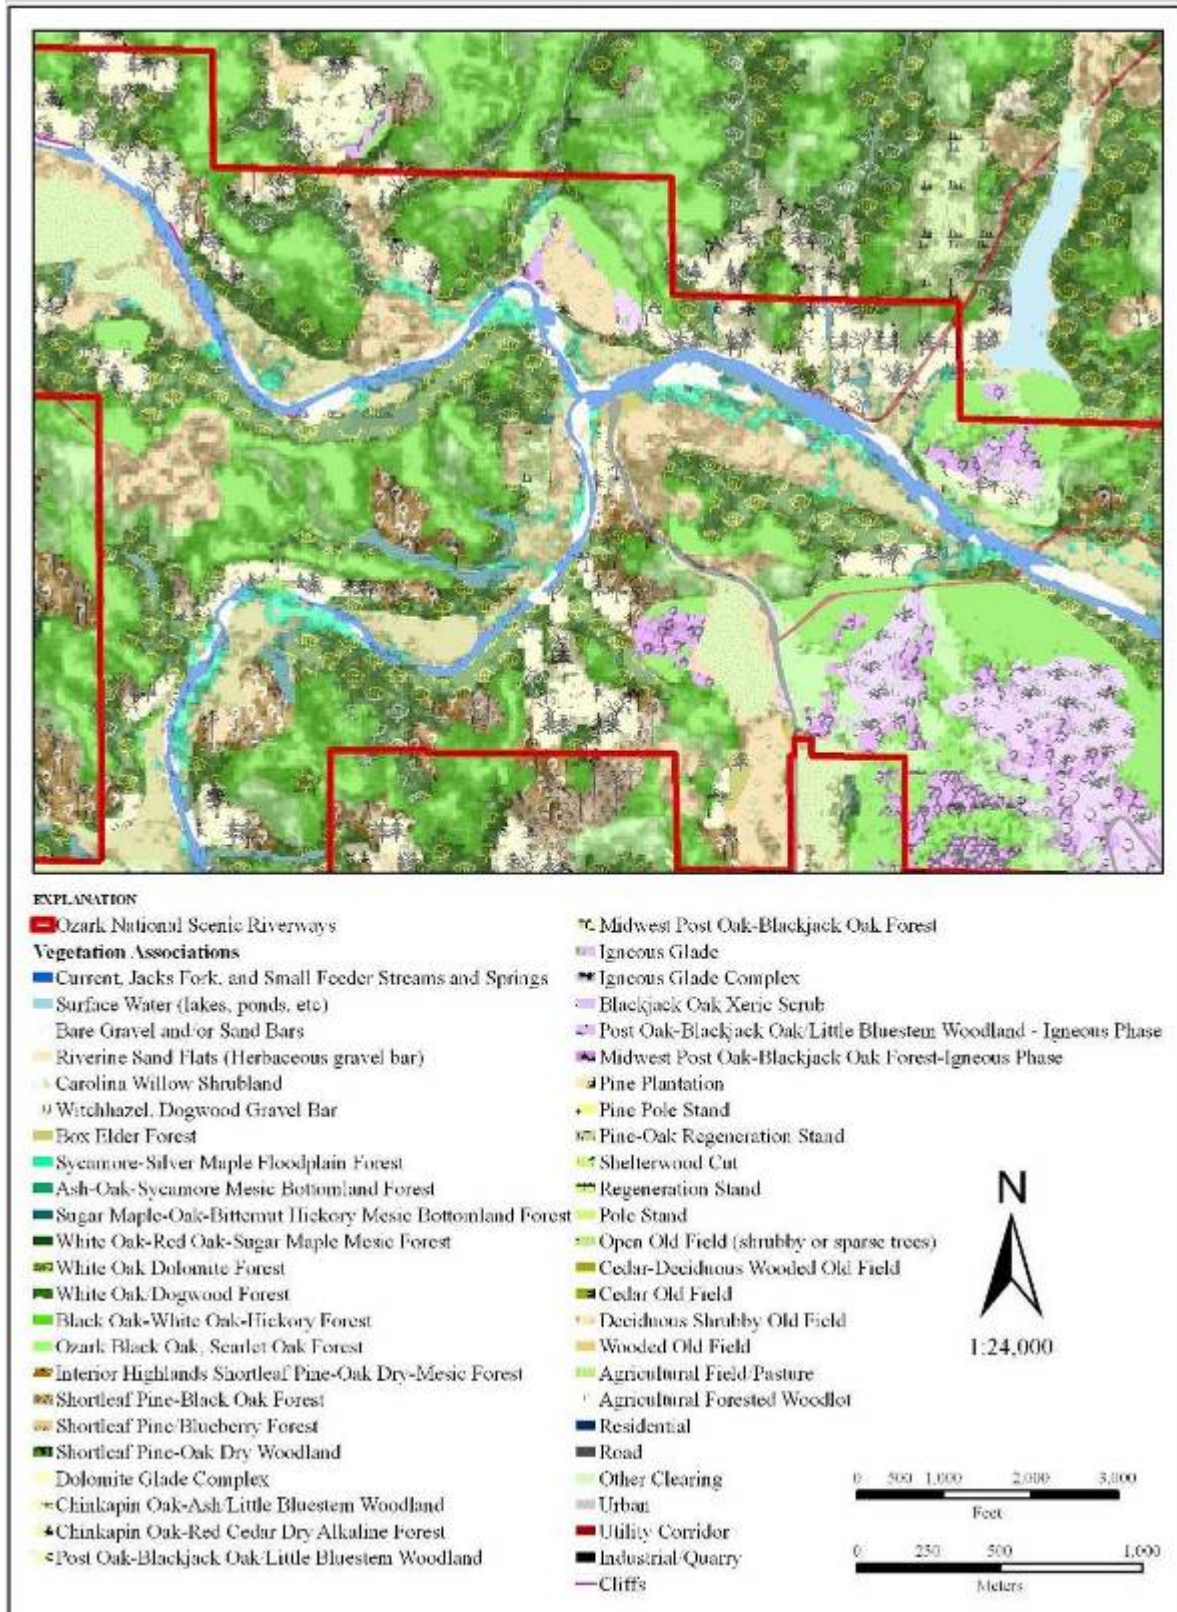 EXPLANATION
Ozark National Scenic Riverways
Vegetation Associations
Current, Jacks Fork, and Small Feeder Streams and Springs
Surface Water (lakes, ponds, etc)
Bare Gravel and/or Sand Bars
Riverine Sand Flats (Herbaceous gravel bar)
Carolina Willow Shrubland
Witchhazel, Dogwood Gravel Bar
Box Elder Forest
Sycamore-Silver Maple Floodplain Forest
Ash-Oak-Sycamore Mesic Bottomland Forest
Sugar Maple-Oak-Bitternut Hickory Mesic Bottomland Forest
White Oak-Red Oak-Sugar Maple Mesic Forest
White Oak Dolomite Forest
White Oak/Dogwood Forest
Black Oak-White Oak-Hickory Forest
Ozark Black Oak, Scarlet Oak Forest
Interior Highlands Shortleaf Pine-Oak Dry-Mesic Forest
Shortleaf Pine-Black Oak Forest
Shortleaf Pine/Blueberry Forest
Shortleaf Pine-Oak Dry Woodland
Dolomite Glade Complex
Chinkapin Oak-Ash/Little Bluestem Woodland
Chinkapin Oak-Red Cedar Dry Alkaline Forest
Post Oak-Blackjack Oak/Little Bluestem Woodland
Midwest Post Oak-Blackjack Oak Forest
Igneous Glade
Igneous Glade Complex
Blackjack Oak Xeric Scrub
Post Oak-Blackjack Oak/Little Bluestem Woodland - Igneous Phase
Midwest Post Oak-Blackjack Oak Forest-Igneous Phase
Pine Plantation
Pine Pole Stand
Pine-Oak Regeneration Stand
Shelterwood Cut
Regeneration Stand
Pole Stand
Open Old Field (shrubby or sparse trees)
Cedar-Deciduous Wooded Old Field
Cedar Old Field
Deciduous Shrubby Old Field
Wooded Old Field
Agricultural Field/Pasture
Agricultural Forested Woodlot
Residential
Road
Other Clearing
Urban
Utility Corridor
Industrial/Quarry
Cliffs
N
1:24,000
0 500 1,000 2,000 3,000
Feet
0 250 500 1,000
Meters